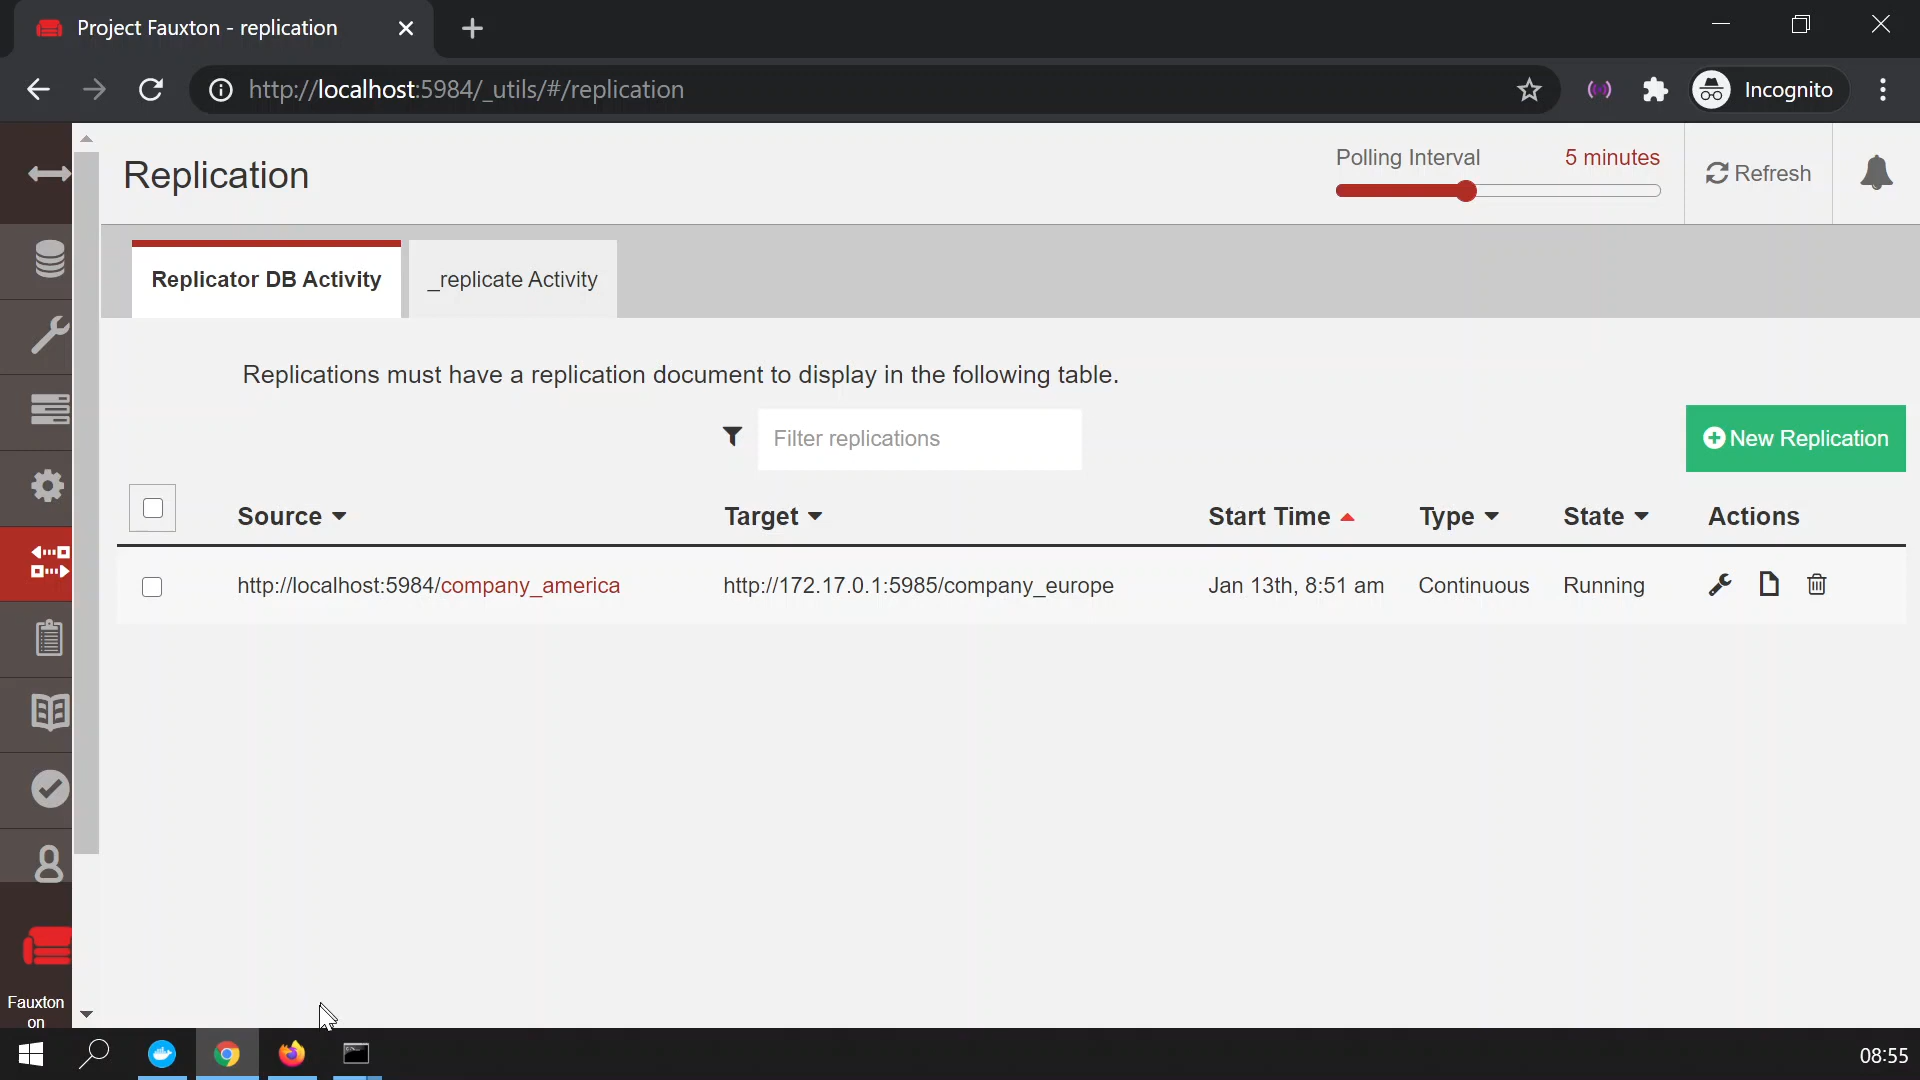 Project Fauxton - replication
http://localhost:5984/_utils/#/replication
Incognito
Replication
Polling Interval 5 minutes
Refresh
Replicator DB Activity
_replicate Activity
Replications must have a replication document to display in the following table.
Filter replications
New Replication
Source Target Start Time Type State Actions
http://localhost:5984/company_america http://172.17.0.1:5985/company_europe Jan 13th, 8:51 am Continuous Running
Fauxton
on
08:55